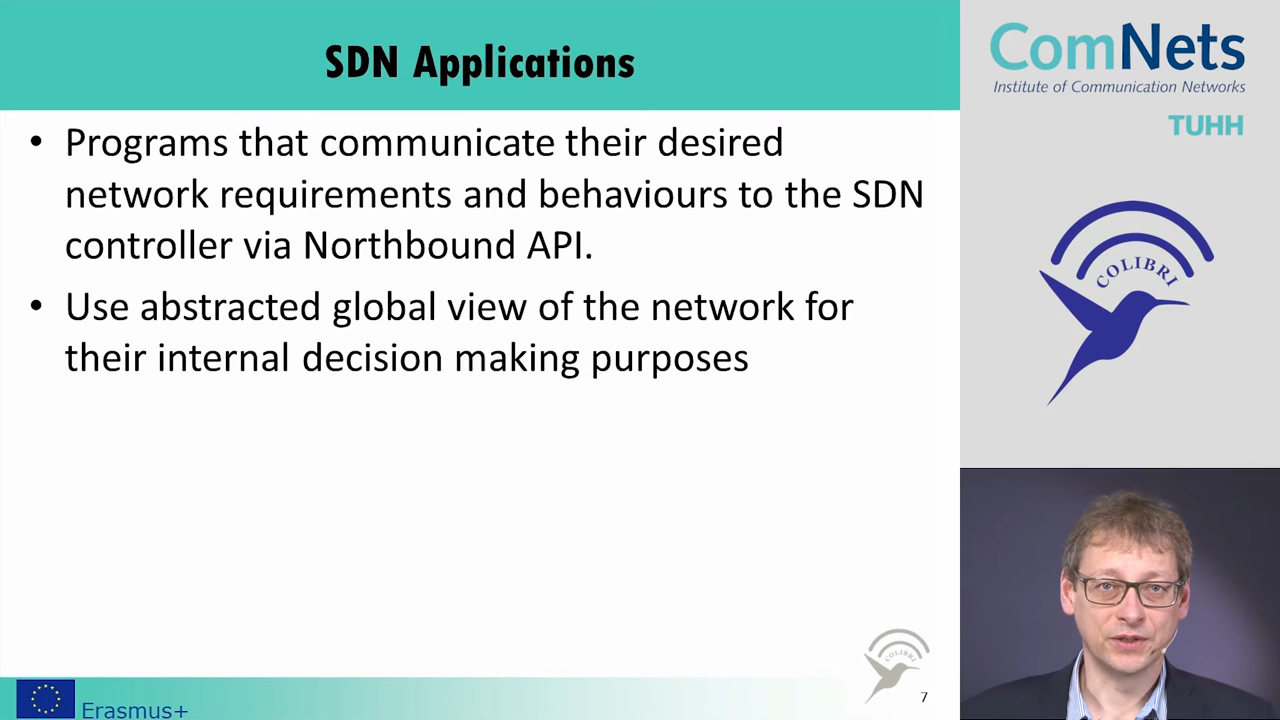 SDN Applications
• Programs that communicate their desired
network requirements and behaviours to the SDN
controller via Northbound API.
• Use abstracted global view of the network for
their internal decision making purposes
ComNets
Institute of Communication Networks
TUHH
COLIBRI
COLIBRI
Erasmus+
7